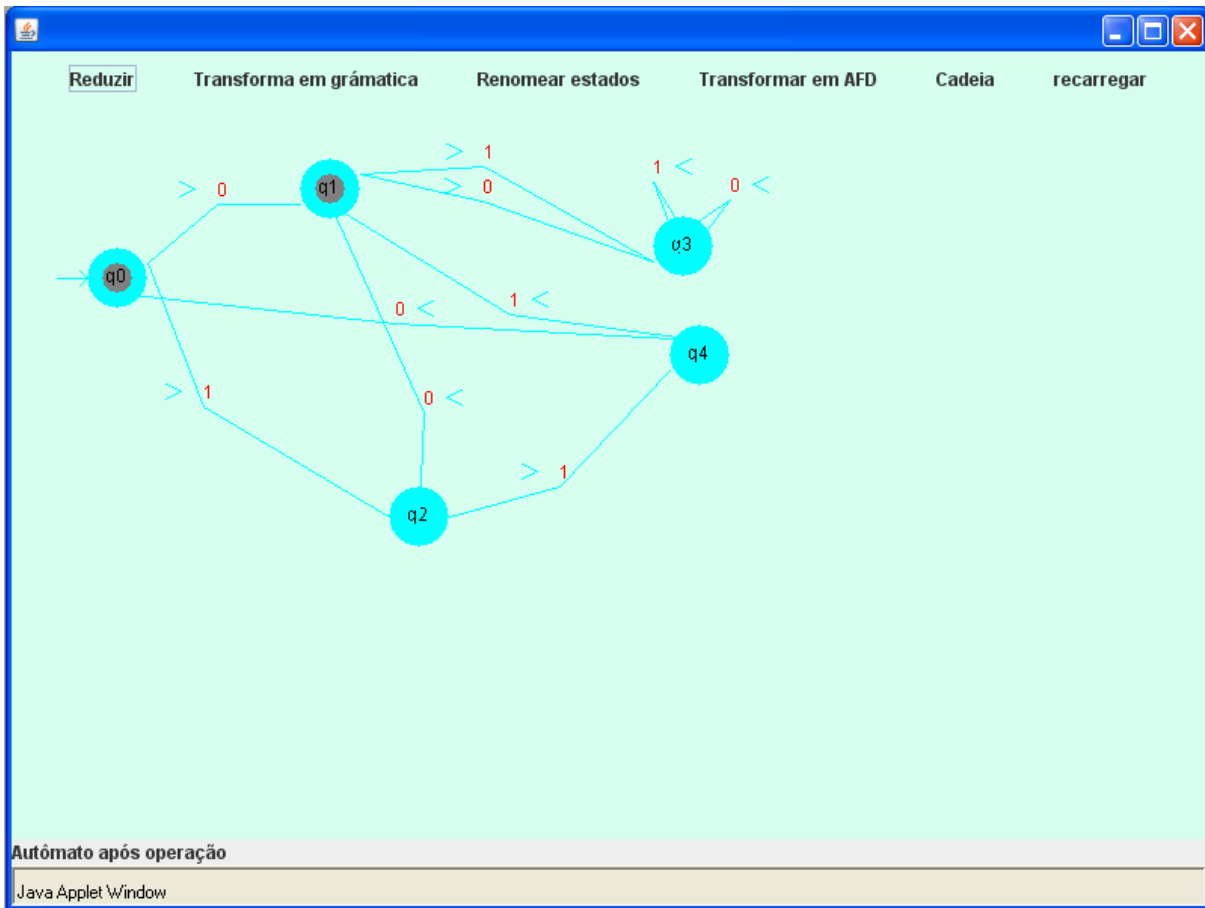 Reduzir Transforma em grámatica Renomear estados Transformar em AFD Cadeia recarregar
> 1
1 <
> 0
q1
> 0
0 <
q3
q0
0 <
1 <
q4
> 1
0 <
> 1
q2
Autômato após operação
Java Applet Window